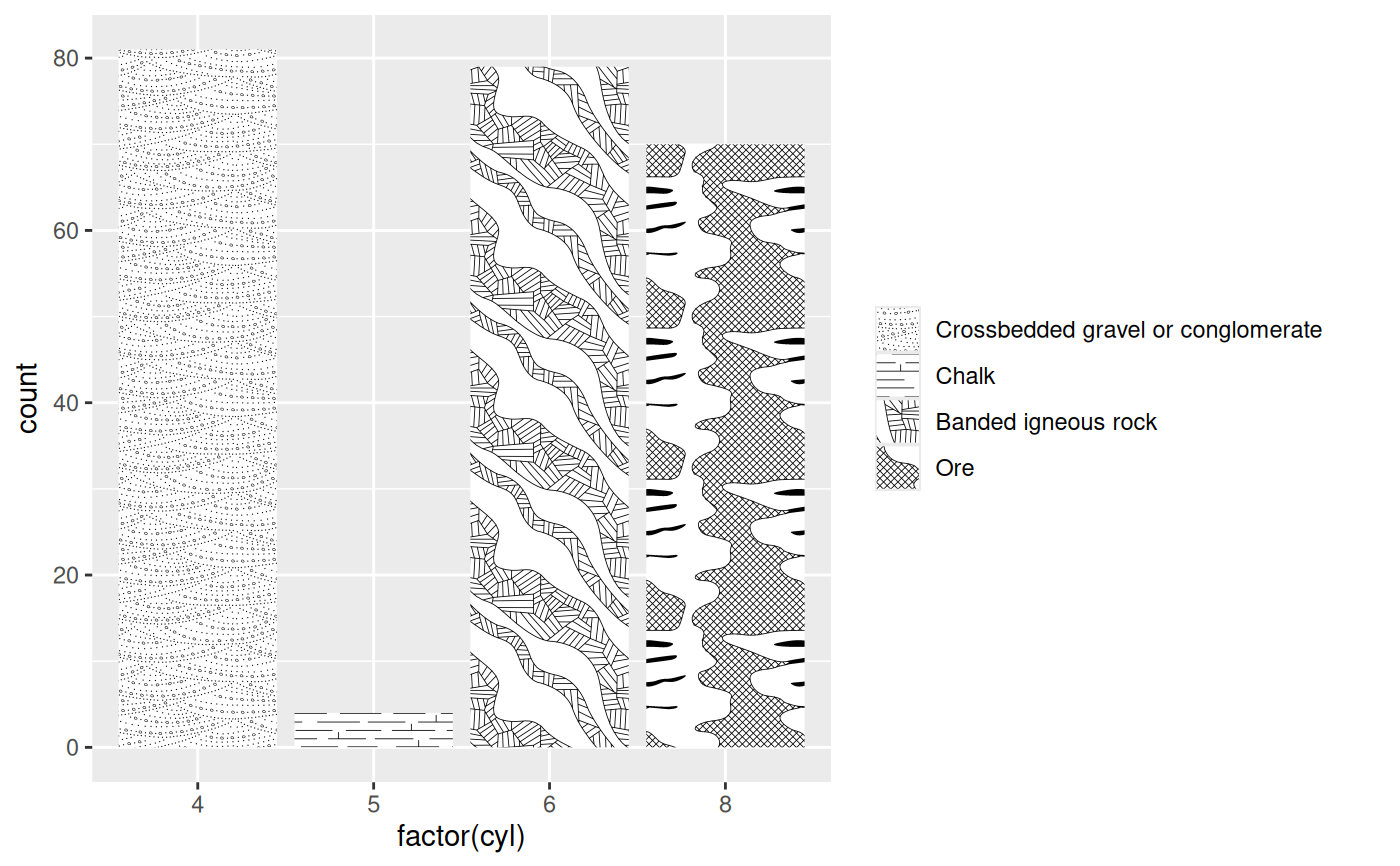 80
60
40
20
0
count
4 5 6 8
factor(cyl)
Crossbedded gravel or conglomerate
Chalk
Banded igneous rock
Ore